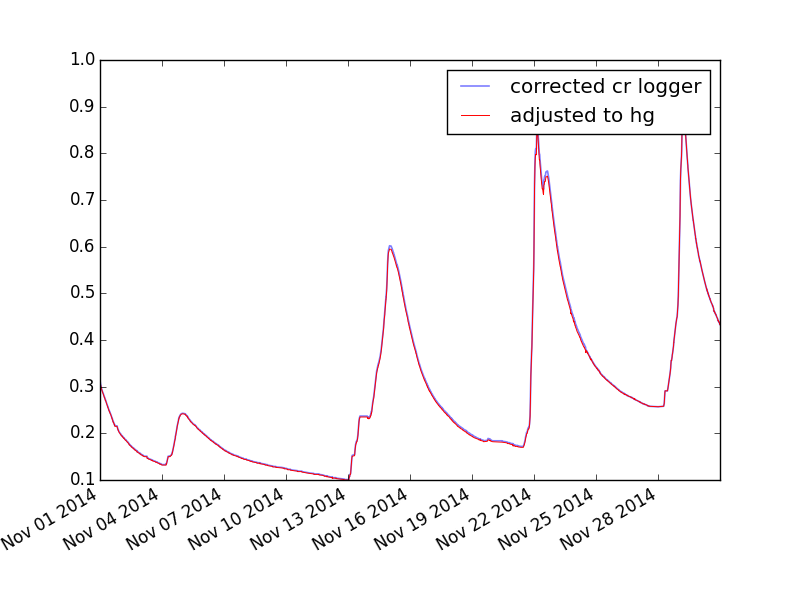 1.0
0.9
0.8
0.7
0.6
0.5
0.4
0.3
0.2
0.1
corrected cr logger
adjusted to hg
Nov 01 2014
Nov 04 2014
Nov 07 2014
Nov 10 2014
Nov 13 2014
Nov 16 2014
Nov 19 2014
Nov 22 2014
Nov 25 2014
Nov 28 2014